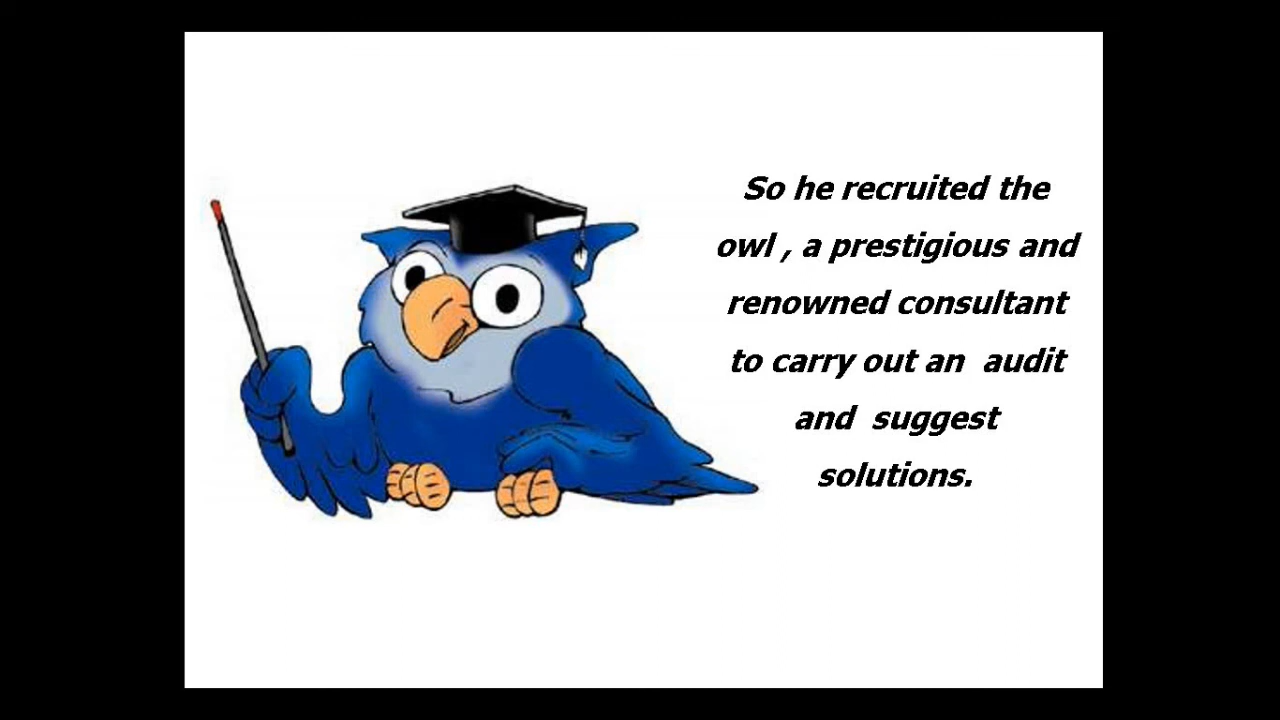 So he recruited the
owl , a prestigious and
renowned consultant
to carry out an  audit
and  suggest
solutions.